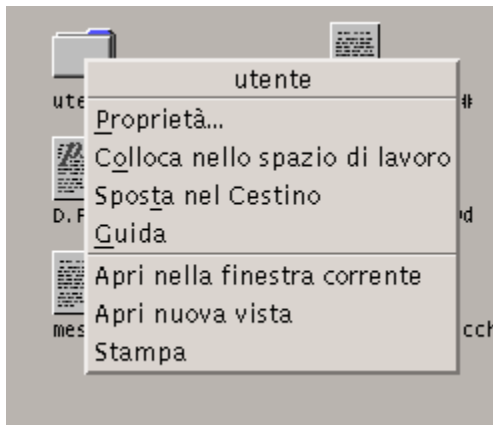 utente
Proprietà...
Colloca nello spazio di lavoro
Sposta nel Cestino
Guida
Apri nella finestra corrente
Apri nuova vista
Stampa